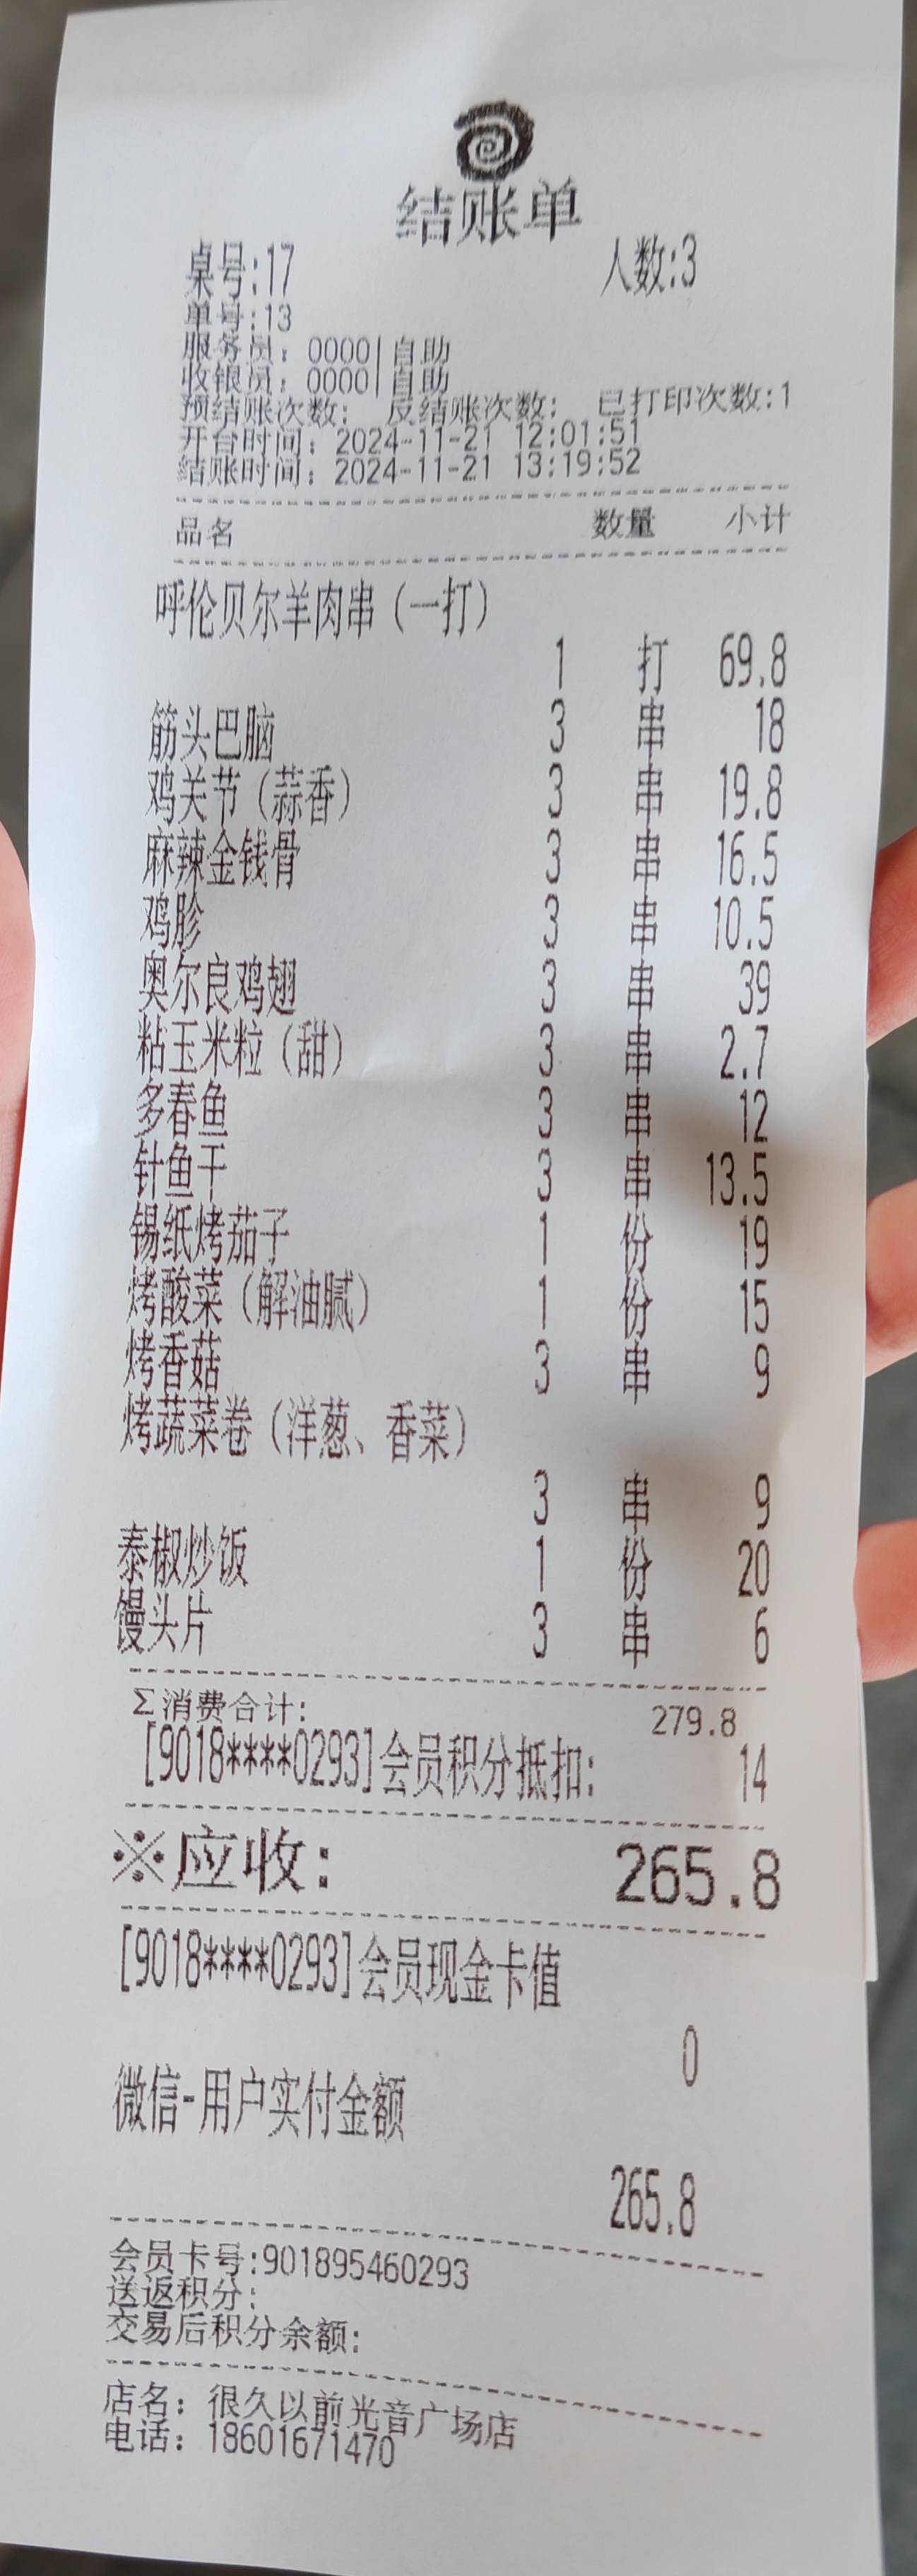 结账单
桌号:17 人数:3
单号:13
服务员: 0000| 自助
收银员: 0000| 自助
预结账次数: 反结账次数: 已打印次数:1
开台时间: 2024-11-21 12:01:51
结账时间: 2024-11-21 13:19:52
品名 数量 小计
呼伦贝尔羊肉串(一打)
1 打 69.8
筋头巴脑 3 串 18
鸡关节(蒜香) 3 串 19.8
麻辣金钱骨 3 串 16.5
鸡胗 3 串 10.5
奥尔良鸡翅 3 串 39
粘玉米粒(甜) 3 串 2.7
多春鱼 3 串 12
针鱼干 3 串 13.5
锡纸烤茄子 1 份 19
烤酸菜(解油腻) 1 份 15
烤香菇 3 串 9
烤蔬菜卷(洋葱、香菜)
3 串 9
泰椒炒饭 1 份 20
馒头片 3 串 6
Σ消费合计: 279.8
[9018****0293]会员积分抵扣: 14
※应收: 265.8
[9018****0293]会员现金卡值
0
微信-用户实付金额
265.8
会员卡号:901895460293
送返积分:
交易后积分余额:
店名: 很久以前光音广场店
电话: 18601671470